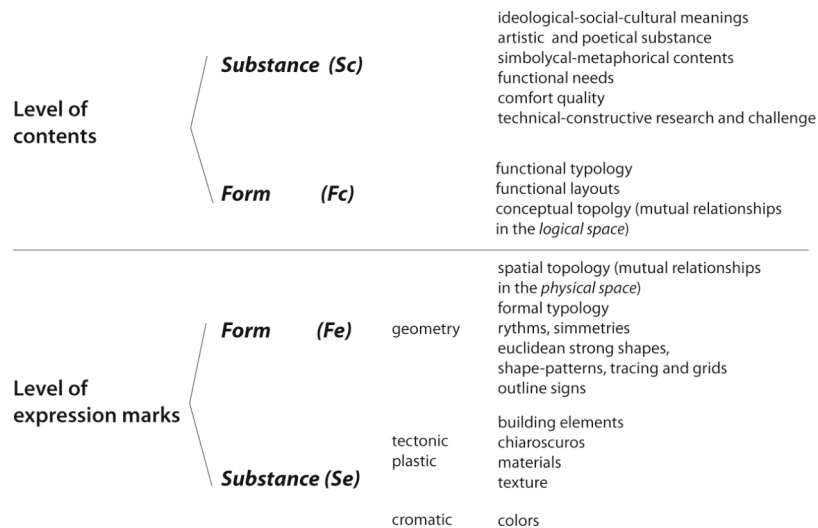 Level of
contents
Substance (Sc)
ideological-social-cultural meanings
artistic and poetical substance
simbolycal-metaphorical contents
functional needs
comfort quality
technical-constructive research and challenge
Form (Fc)
functional typology
functional layouts
conceptual topolgy (mutual relationships
in the logical space)
Level of
expression marks
Form (Fe)
geometry
spatial topology (mutual relationships
in the physical space)
formal typology
rythms, simmetries
euclidean strong shapes,
shape-patterns, tracing and grids
outline signs
Substance (Se)
tectonic
plastic
building elements
chiaroscuros
materials
texture
cromatic
colors